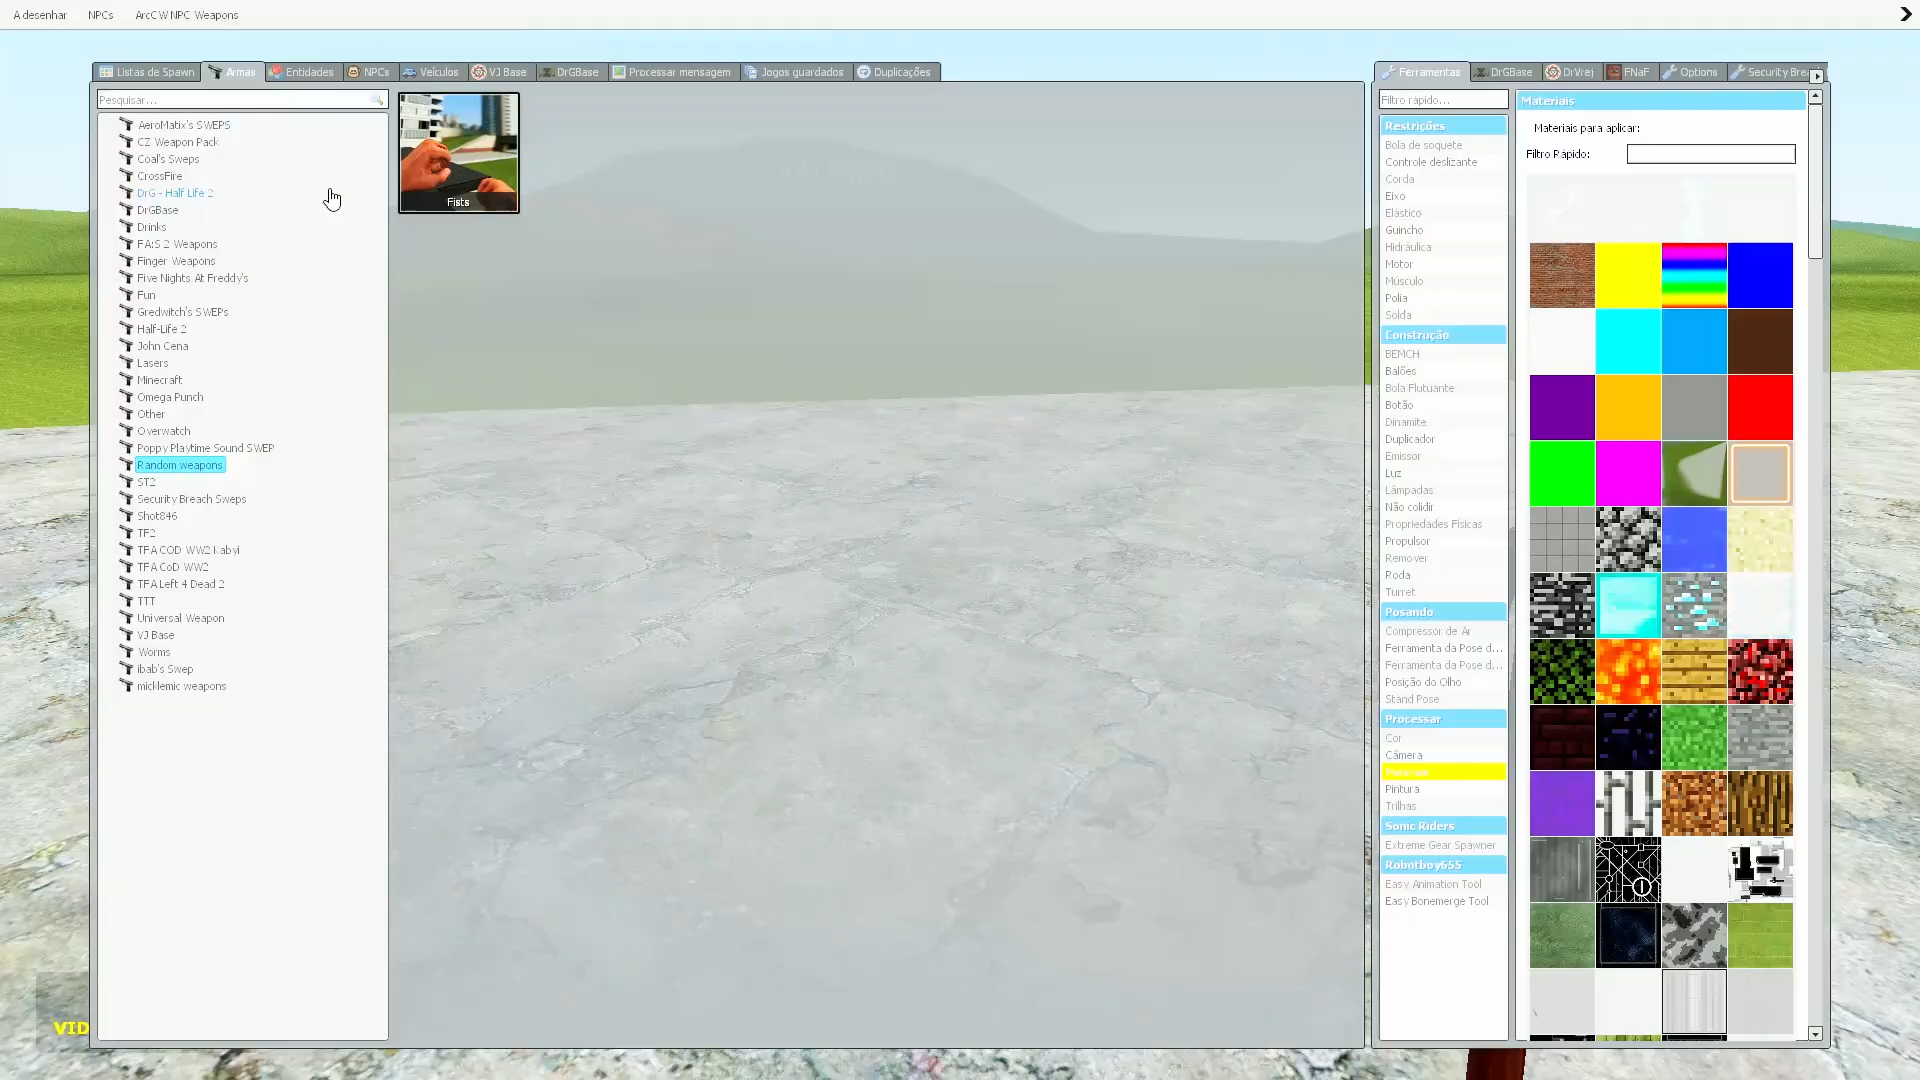 A desenhar NPCs ArcCW NPC Weapons
Listas de Spawn Armas Entidades NPCs Veículos VJ Base DrGBase Processar mensagem Jogos guardados Duplicações
Pesquisar...
AeroMatix's SWEPS
CZ Weapon Pack
Coal's Sweps
CrossFire
DrG - Half Life 2
DrGBase
Drinks
FA:S 2 Weapons
Finger Weapons
Five Nights At Freddy's
Fun
Gredwitch's SWEPs
Half-Life 2
John Cena
Lasers
Minecraft
Omega Punch
Other
Overwatch
Poppy Playtime Sound SWEP
Random weapons
ST2
Security Breach Sweps
Shot846
TF2
TFA COD WW2 Kabyi
TFA CoD WW2
TFA Left 4 Dead 2
TTT
Universal Weapon
VJ Base
Worms
ibab's Swep
micklemic weapons
Fists
VID
Ferramentas DrGBase DrVrej FNaF Options Security Brea
Filtro rápido...
Restrições
Bola de soquete
Controle deslizante
Corda
Eixo
Elástico
Guincho
Hidráulica
Motor
Músculo
Polia
Solda
Construção
BEMCH
Balões
Bola Flutuante
Botão
Dinamite
Duplicador
Emissor
Luz
Lâmpadas
Não colidir
Propriedades Físicas
Propulsor
Remover
Roda
Turret
Posando
Compressor de Ar
Ferramenta da Pose d...
Ferramenta da Pose d...
Posição do Olho
Stand Pose
Processar
Cor
Câmera
Pintura
Trilhas
Sonic Riders
Extreme Gear Spawner
Robotboy655
Easy Animation Tool
Easy Bonemerge Tool
Materiais
Materiais para aplicar:
Filtro Rápido: